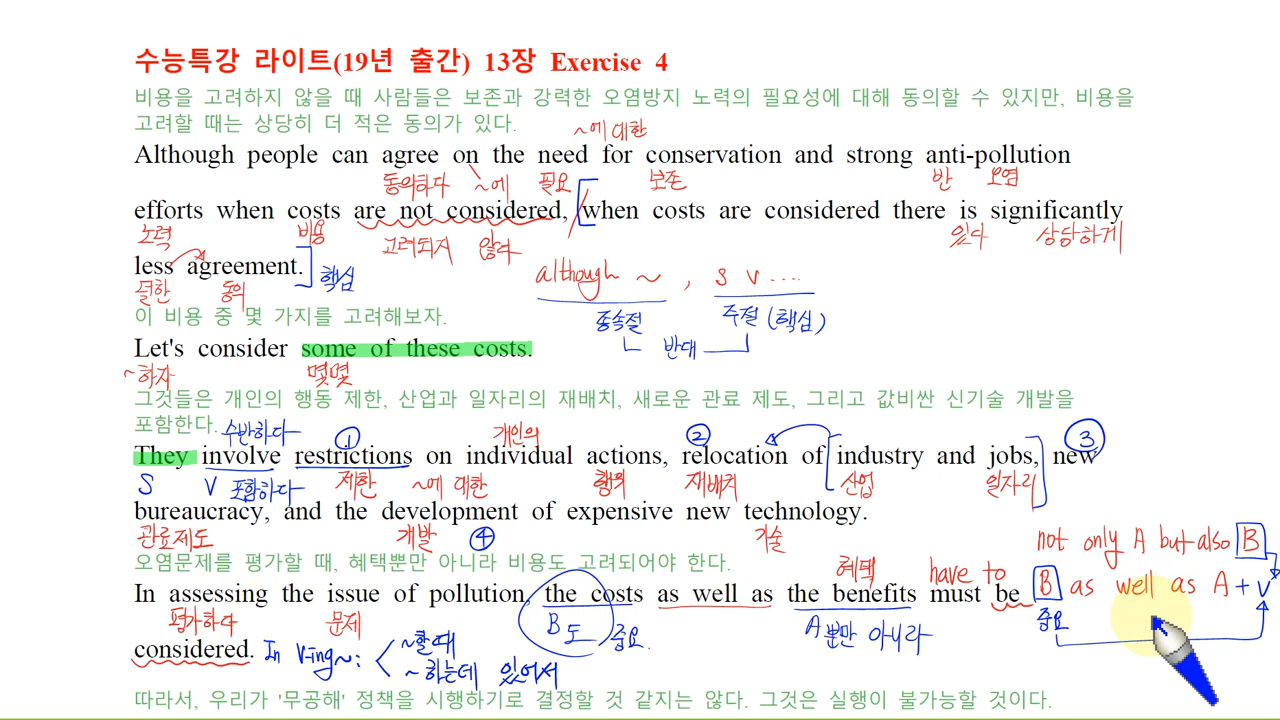 수능특강 라이트(19년 출간) 13장 Exercise 4
비용을 고려하지 않을 때 사람들은 보존과 강력한 오염방지 노력의 필요성에 대해 동의할 수 있지만, 비용을
고려할 때는 상당히 더 적은 동의가 있다.
~에 대한
Although people can agree on the need for conservation and strong anti-pollution
동의하다 ~에 필요 보존 반 오염
efforts when costs are not considered, when costs are considered there is significantly
노력 비용 고려되지 않다 있다 상당하게
less agreement. 핵심 although ~ , s v ....
덜한 동의 종속절 주절 (핵심)
이 비용 중 몇 가지를 고려해보자.
반대
Let's consider some of these costs.
~하자 몇몇
그것들은 개인의 행동 제한, 산업과 일자리의 재배치, 새로운 관료 제도, 그리고 값비싼 신기술 개발을
포함한다. 수반하다 ① 개인의 ② ③
They involve restrictions on individual actions, relocation of industry and jobs, new
S V 포함하다 제한 ~에 대한 행위 재배치 산업 일자리
bureaucracy, and the development of expensive new technology.
관료제도 개발 ④ 기술
not only A but also B
오염문제를 평가할 때, 혜택뿐만 아니라 비용도 고려되어야 한다.
혜택 have to B as well as A + v
In assessing the issue of pollution, the costs as well as the benefits must be
평가하다 문제 B도 중요 A뿐만 아니라 중요
considered. In v-ing~: ~할때
~하는데 있어서
따라서, 우리가 '무공해' 정책을 시행하기로 결정할 것 같지는 않다. 그것은 실행이 불가능할 것이다.